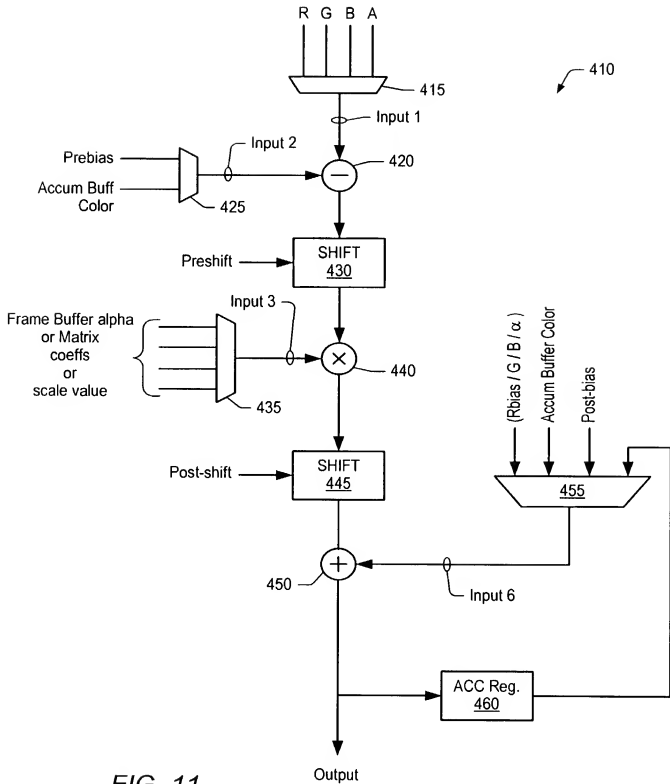 R G B A
410
415
Input 1
Input 2
420
Prebias
Accum Buff
Color
425
Preshift
SHIFT
430
Input 3
Frame Buffer alpha
or Matrix
coeffs
or
scale value
435
440
(Rbias / G / B / α)
Accum Buffer Color
Post-bias
Post-shift
SHIFT
445
455
450
Input 6
ACC Reg.
460
Output
FIG. 11